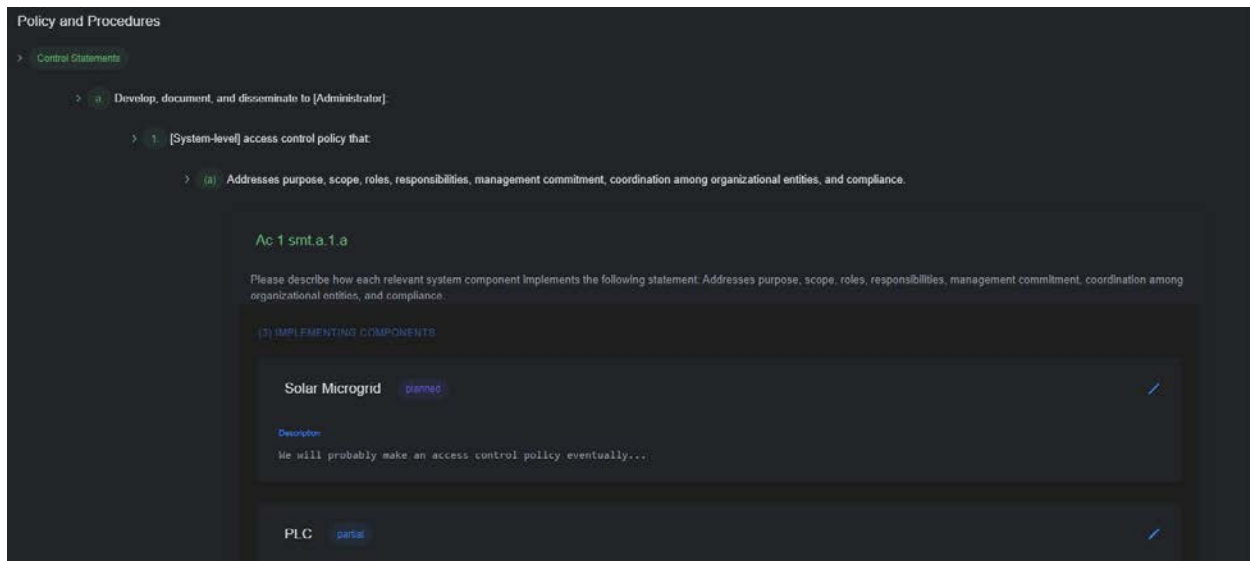 Policy and Procedures
Control Statements
a Develop, document, and disseminate to [Administrator]:
1. [System-level] access control policy that:
(a) Addresses purpose, scope, roles, responsibilities, management commitment, coordination among organizational entities, and compliance.
Ac 1 smt.a.1.a
Please describe how each relevant system component implements the following statement: Addresses purpose, scope, roles, responsibilities, management commitment, coordination among
organizational entities, and compliance.
(3) IMPLEMENTING COMPONENTS
Solar Microgrid planned
Description
We will probably make an access control policy eventually...
PLC partial